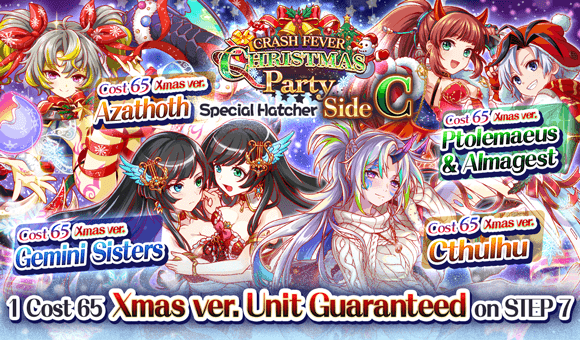 CRASH FEVER
CHRISTMAS
Party
Special Hatcher Side C
Cost 65 Xmas ver.
Azathoth
Cost 65 Xmas ver.
Ptolemaeus
& Almagest
Cost 65 Xmas ver.
Gemini Sisters
Cost 65 Xmas ver.
Cthulhu
1 Cost 65 Xmas ver. Unit Guaranteed on STEP 7